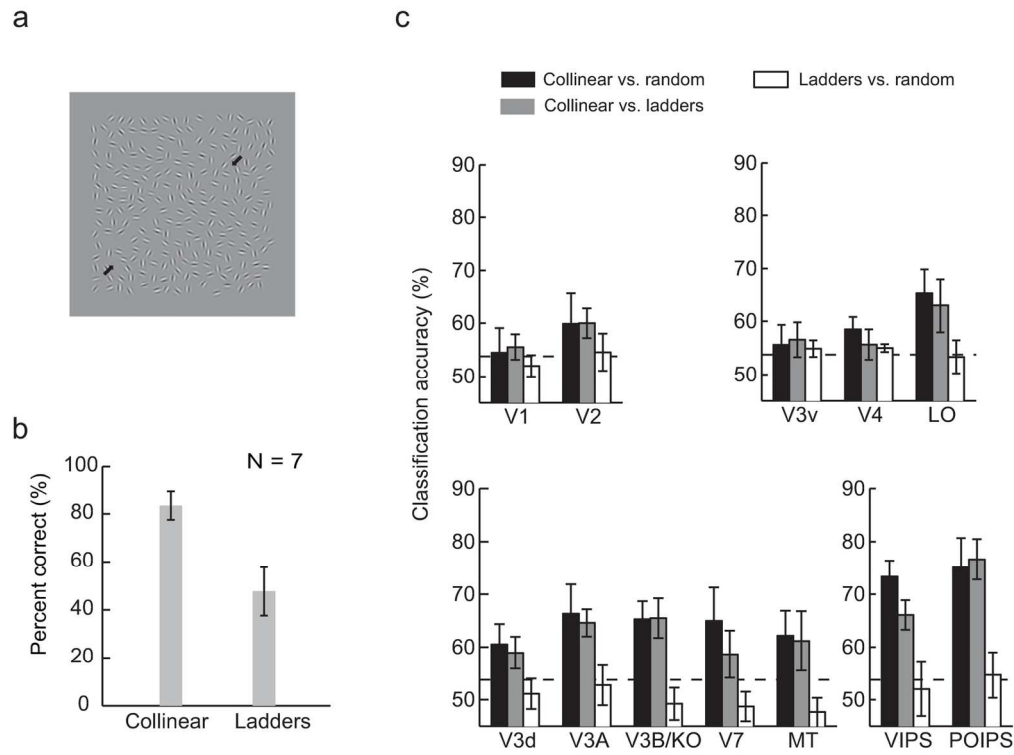 a
c
Collinear vs. random
Ladders vs. random
Collinear vs. ladders
Classification accuracy (%)
90
80
70
60
50
V1 V2
90
80
70
60
50
V3v V4 LO
b
N = 7
Percent correct (%)
100
80
60
40
20
0
Collinear Ladders
90
80
70
60
50
V3d V3A V3B/KO V7 MT
90
80
70
60
50
VIPS POIPS